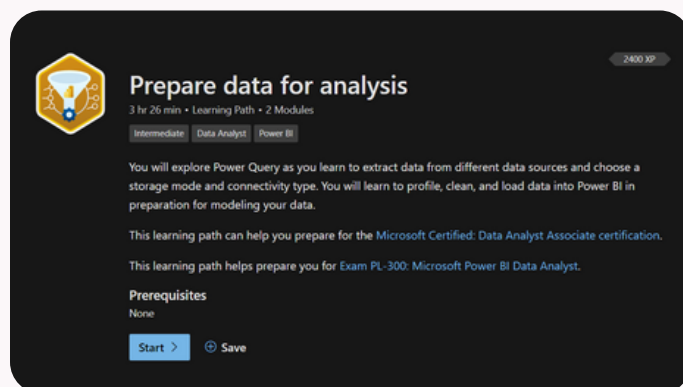 2400 XP
Prepare data for analysis
3 hr 26 min • Learning Path • 2 Modules
Intermediate Data Analyst Power BI
You will explore Power Query as you learn to extract data from different data sources and choose a
storage mode and connectivity type. You will learn to profile, clean, and load data into Power BI in
preparation for modeling your data.
This learning path can help you prepare for the Microsoft Certified: Data Analyst Associate certification.
This learning path helps prepare you for Exam PL-300: Microsoft Power BI Data Analyst.
Prerequisites
None
Start > Save